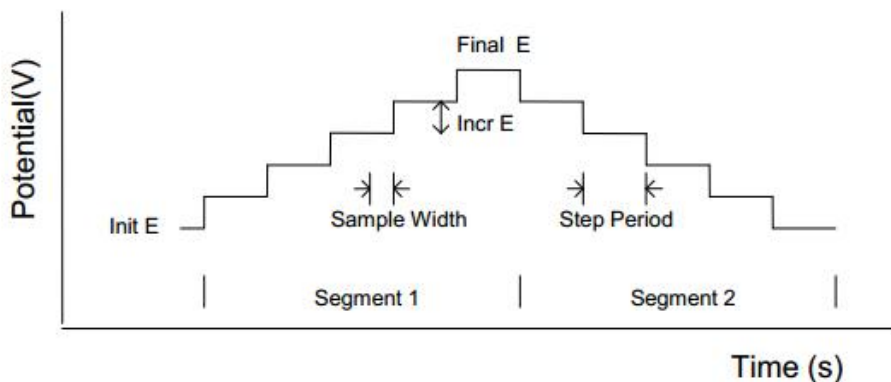 Potential(V)
Final E
Incr E
Init E
Sample Width
Step Period
Segment 1
Segment 2
Time (s)